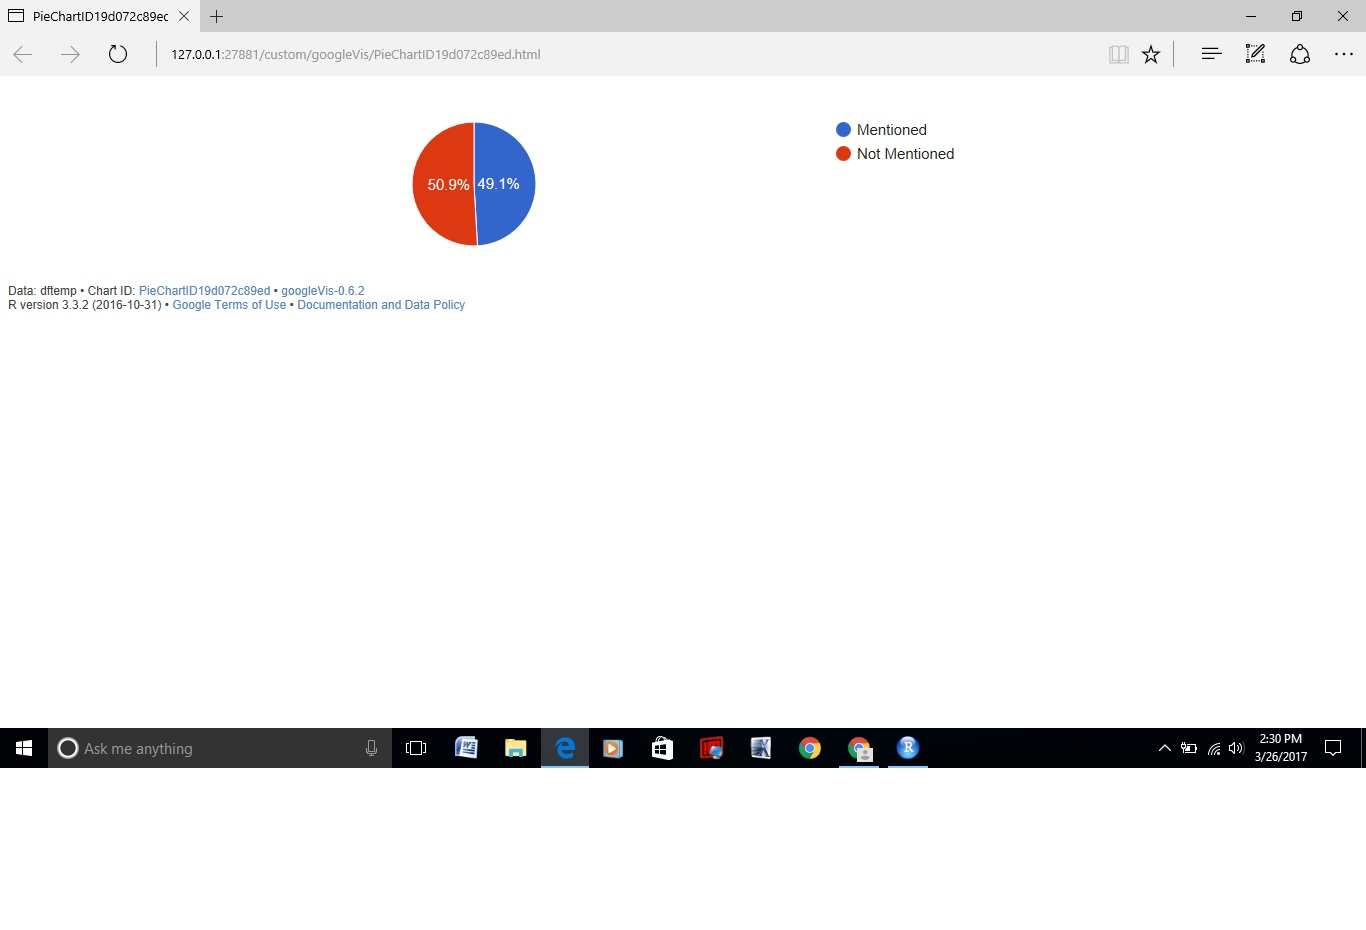 PieChartID19d072c89ec
127.0.0.1:27881/custom/googleVis/PieChartID19d072c89ed.html
50.9% 49.1%
Mentioned
Not Mentioned
Data: dftemp • Chart ID: PieChartID19d072c89ed • googleVis-0.6.2
R version 3.3.2 (2016-10-31) • Google Terms of Use • Documentation and Data Policy
Ask me anything
2:30 PM
3/26/2017